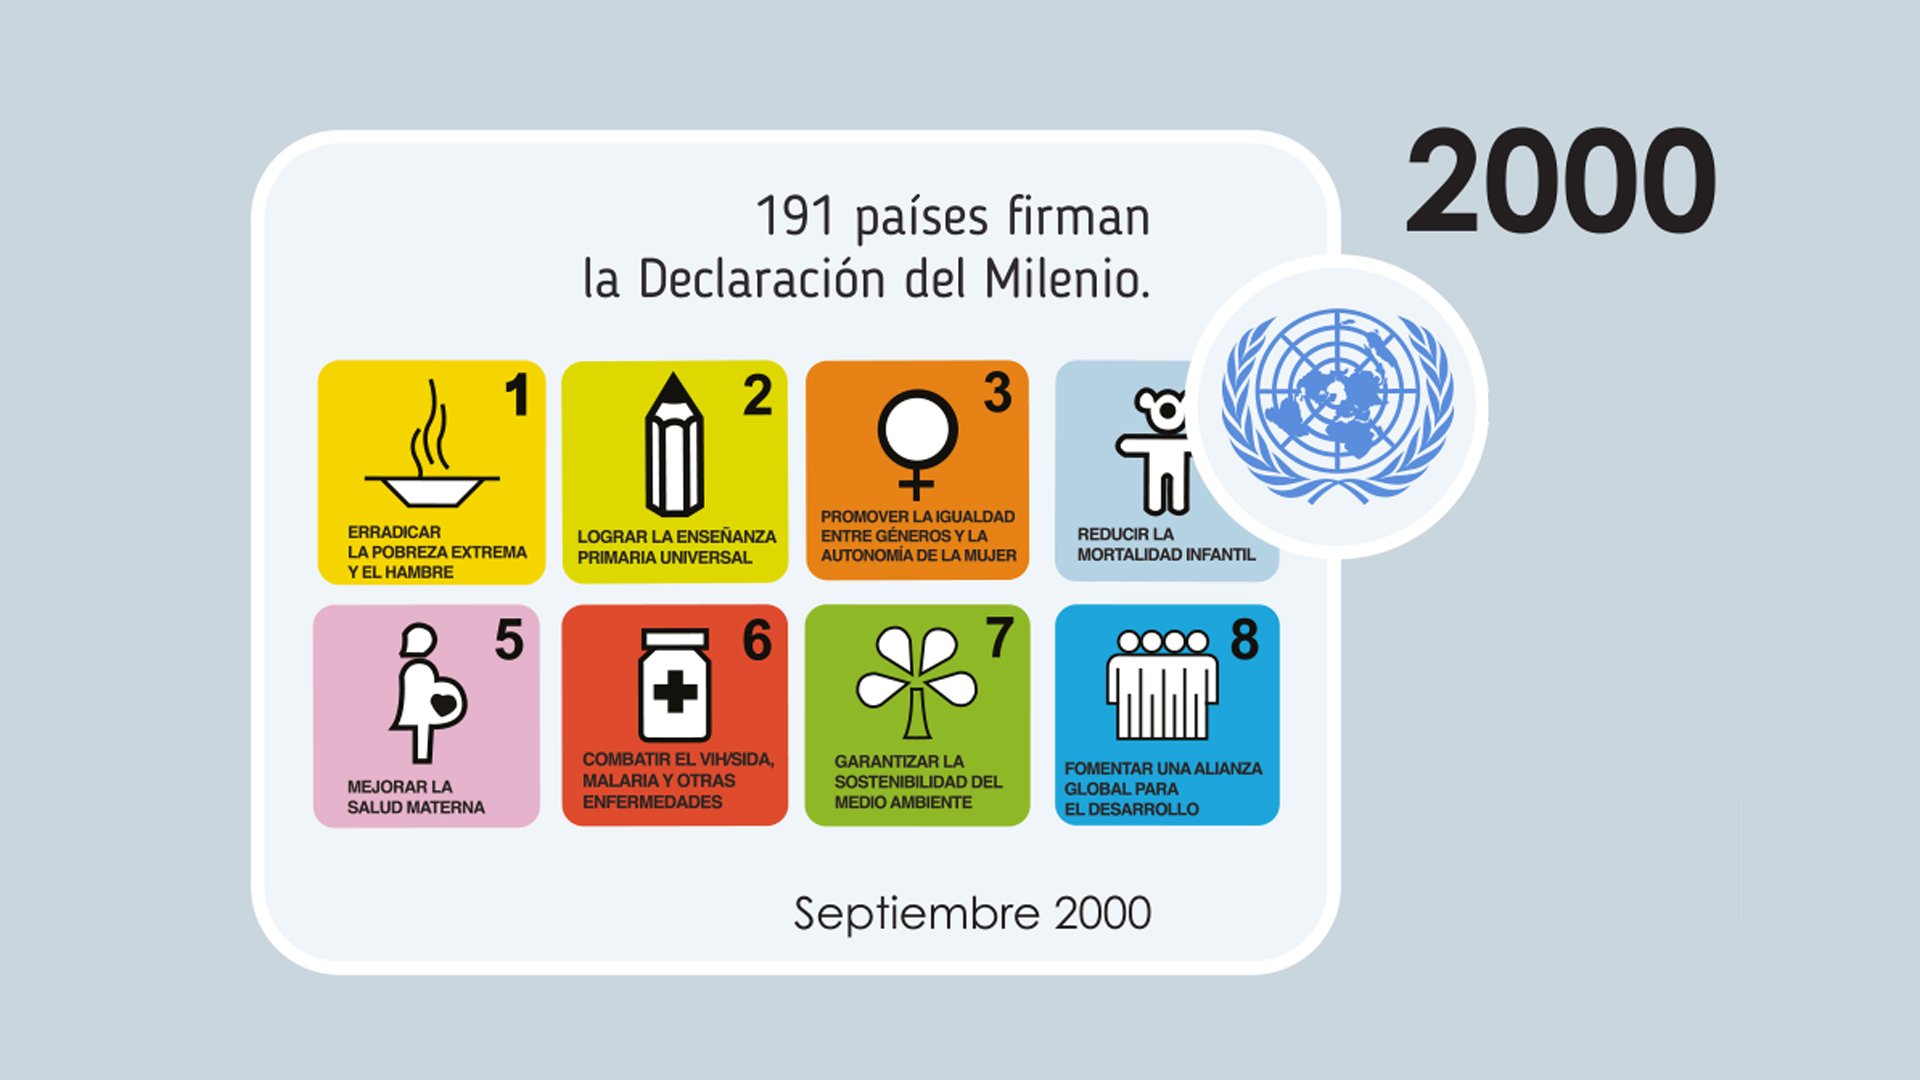 2000
191 países firman
la Declaración del Milenio.
1
ERRADICAR
LA POBREZA EXTREMA
Y EL HAMBRE
2
LOGRAR LA ENSEÑANZA
PRIMARIA UNIVERSAL
3
PROMOVER LA IGUALDAD
ENTRE GÉNEROS Y LA
AUTONOMÍA DE LA MUJER
REDUCIR LA
MORTALIDAD INFANTIL
5
MEJORAR LA
SALUD MATERNA
6
COMBATIR EL VIH/SIDA,
MALARIA Y OTRAS
ENFERMEDADES
7
GARANTIZAR LA
SOSTENIBILIDAD DEL
MEDIO AMBIENTE
8
FOMENTAR UNA ALIANZA
GLOBAL PARA
EL DESARROLLO
Septiembre 2000